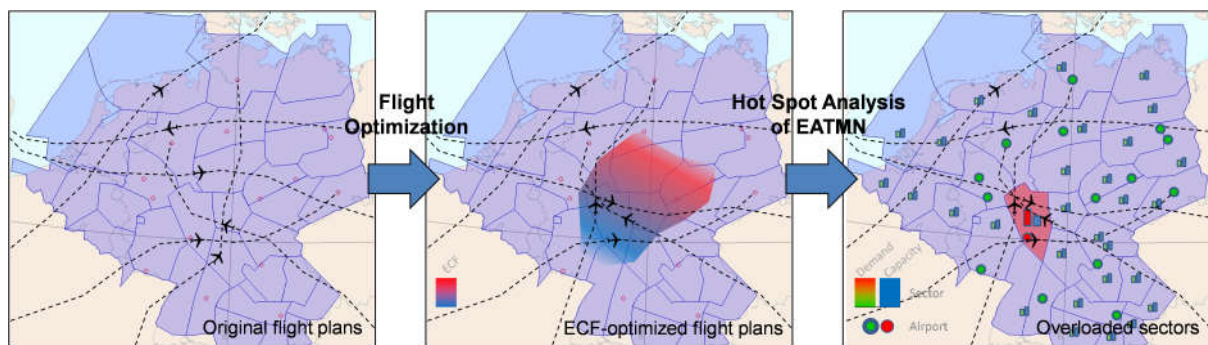 Flight
Optimization
Hot Spot Analysis
of EATMN
ECF
Demand
Capacity
Sector
Airport
Original flight plans
ECF-optimized flight plans
Overloaded sectors